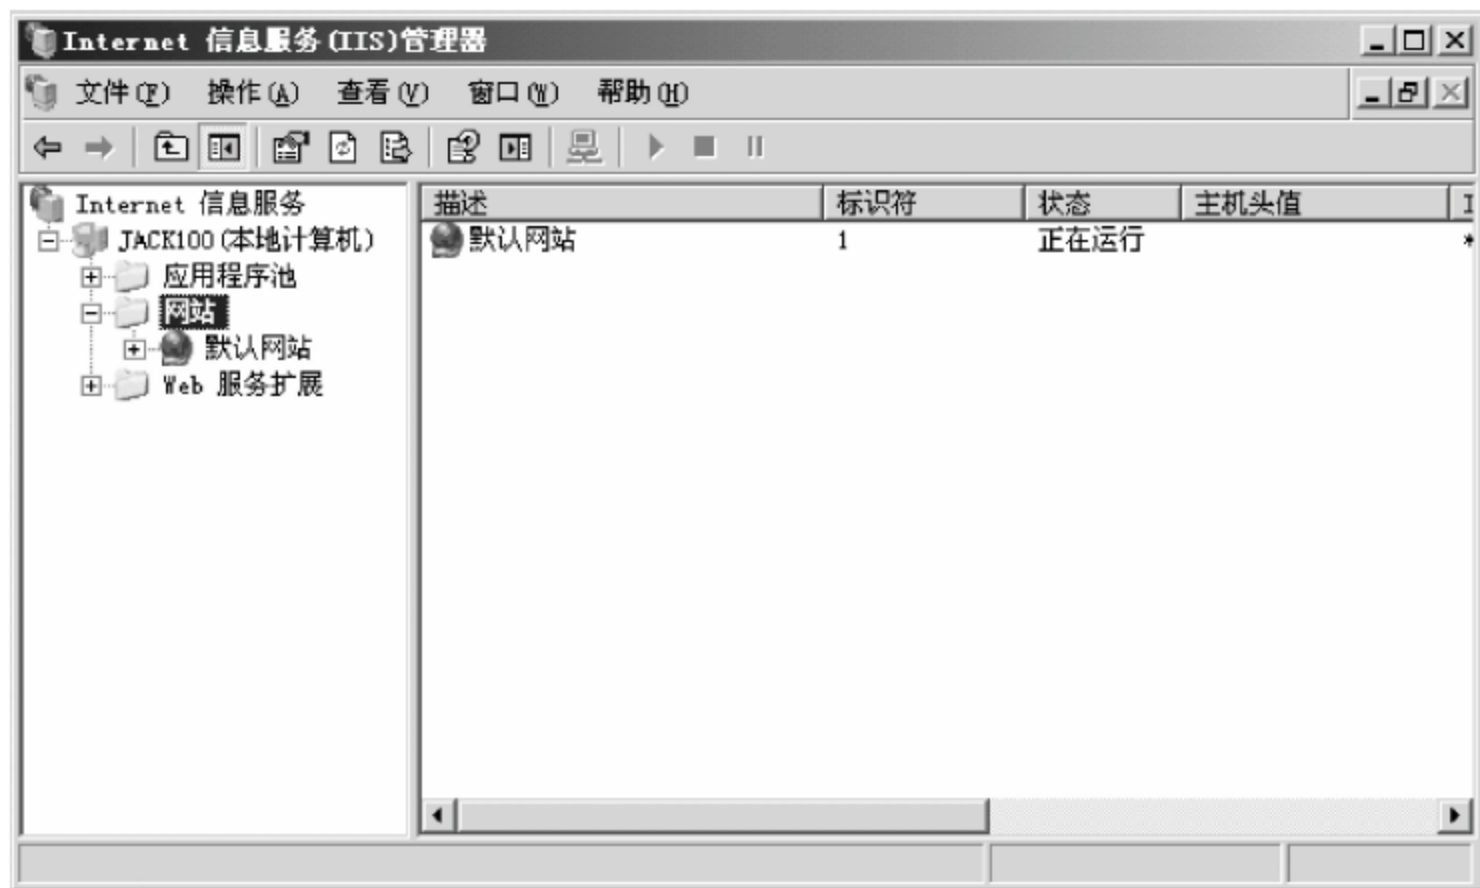 Internet 信息服务(IIS)管理器
文件(F) 操作(A) 查看(V) 窗口(W) 帮助(H)
Internet 信息服务
JACK100(本地计算机)
应用程序池
网站
默认网站
Web 服务扩展
描述 标识符 状态 主机头值 I
默认网站 1 正在运行 *